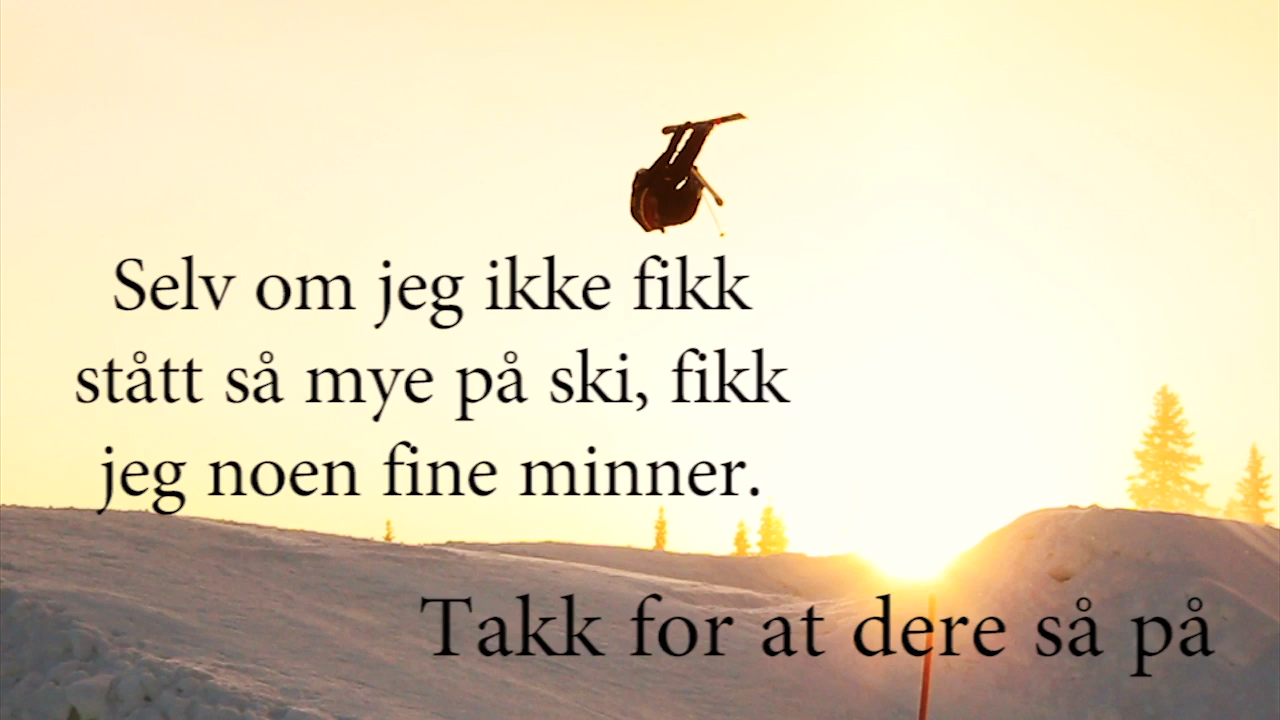 Selv om jeg ikke fikk
stått så mye på ski, fikk
jeg noen fine minner.
Takk for at dere så på